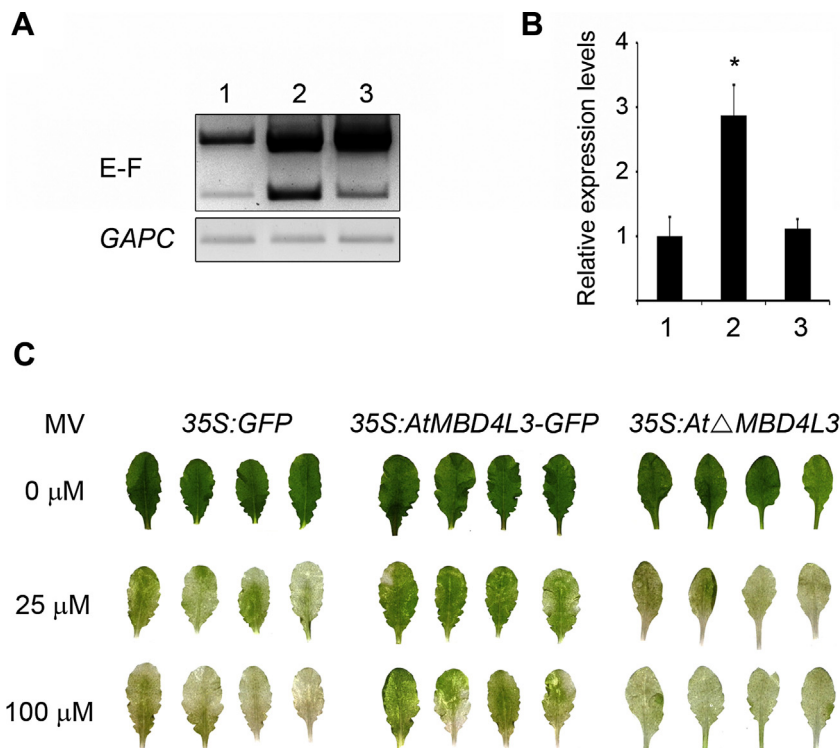 A
1 2 3
E-F
GAPC
B
Relative expression levels
4
3
2
1
*
1 2 3
C
MV 35S:GFP 35S:AtMBD4L3-GFP 35S:At△MBD4L3
0 μM
25 μM
100 μM